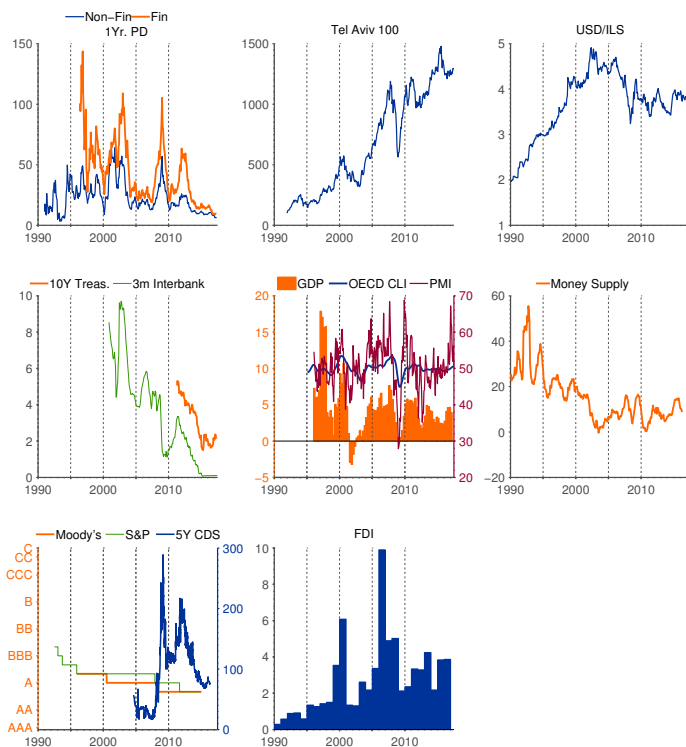 Non−Fin Fin
1Yr. PD
150
100
50
0
1990 2000 2010
Tel Aviv 100
1500
1000
500
0
1990 2000 2010
USD/ILS
5
4
3
2
1
1990 2000 2010
10Y Treas. 3m Interbank
10
8
6
4
2
0
1990 2000 2010
GDP OECD CLI PMI
20 70
15 60
10 50
5 40
0 30
−5 20
1990 2000 2010
Money Supply
60
40
20
0
−20
1990 2000 2010
Moody's S&P 5Y CDS
C 300
CC
CCC
B 200
BB
BBB
A 100
AA
AAA 0
1990 2000 2010
FDI
10
8
6
4
2
0
1990 2000 2010